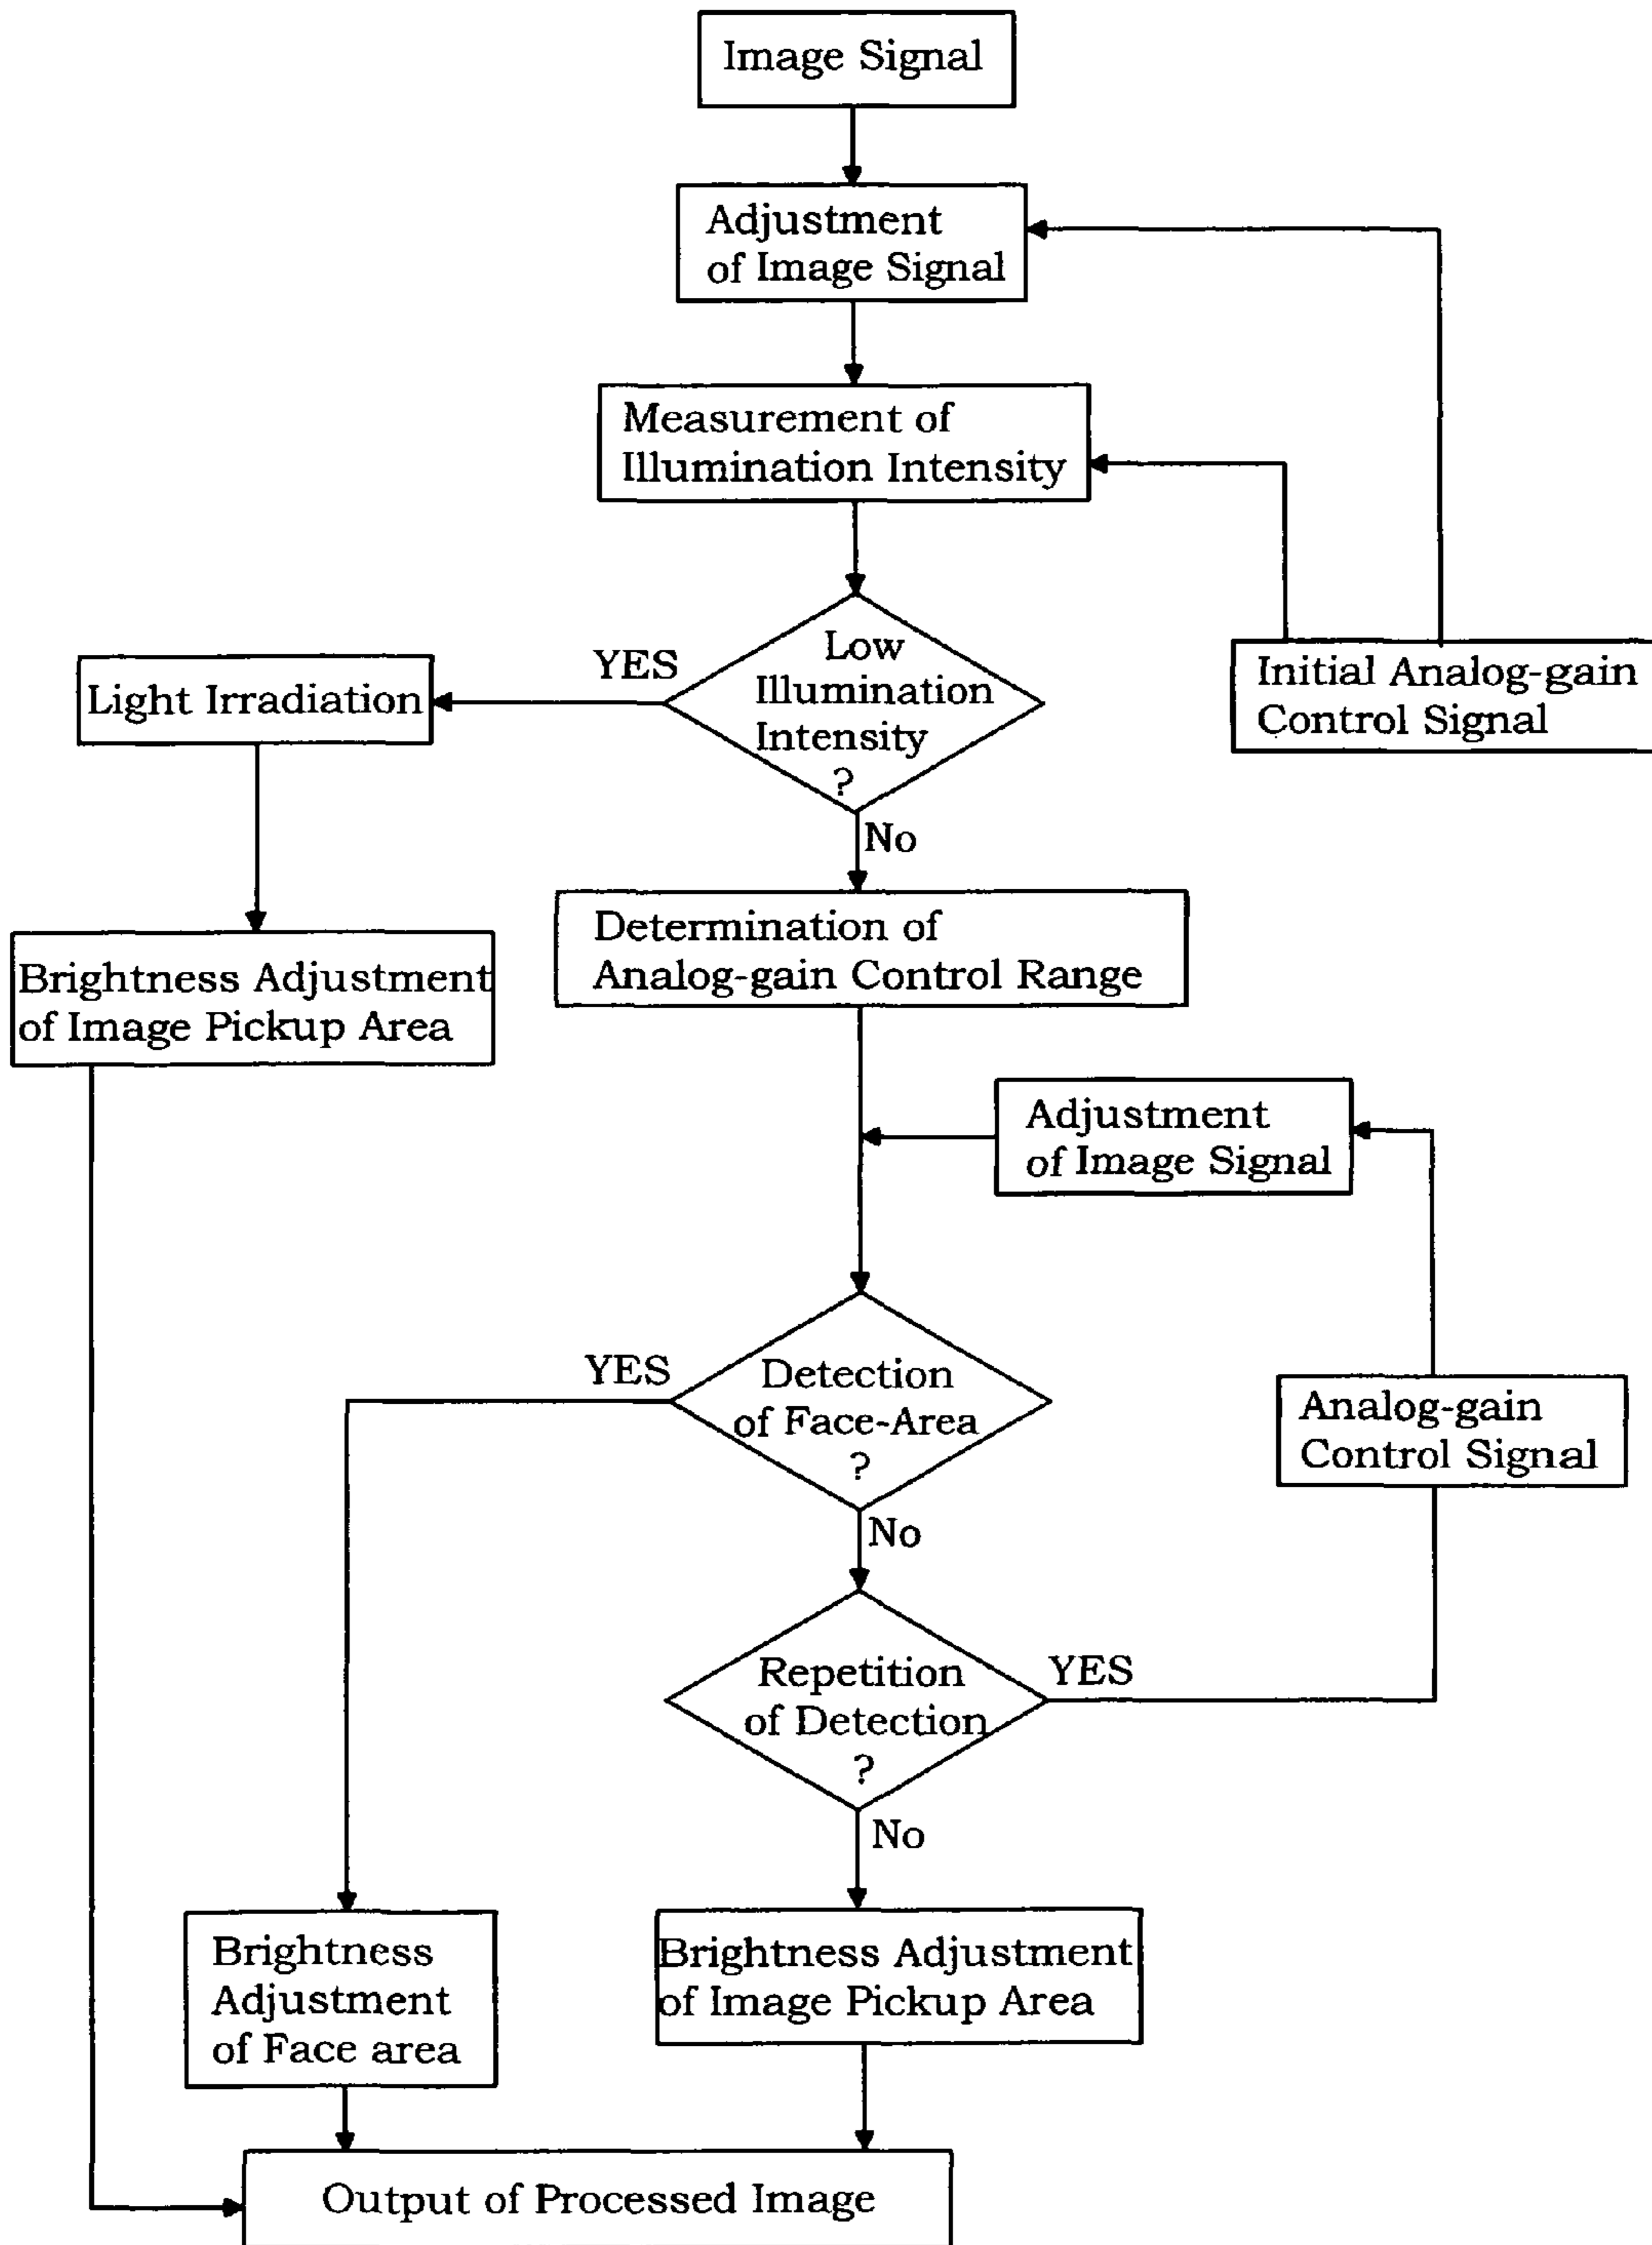 Image Signal
Adjustment
of Image Signal
Measurement of
Illumination Intensity
Low
Illumination
Intensity
?
YES
No
Light Irradiation
Initial Analog-gain
Control Signal
Determination of
Analog-gain Control Range
Brightness Adjustment
of Image Pickup Area
Adjustment
of Image Signal
Detection
of Face-Area
?
YES
No
Analog-gain
Control Signal
Repetition
of Detection
?
YES
No
Brightness
Adjustment
of Face area
Brightness Adjustment
of Image Pickup Area
Output of Processed Image